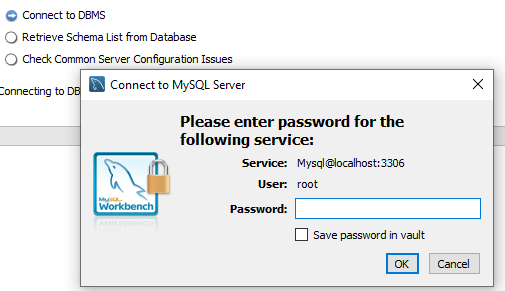 Connect to DBMS
Retrieve Schema List from Database
Check Common Server Configuration Issues
Connecting to DB
Connect to MySQL Server
Please enter password for the
following service:
Service: Mysql@localhost:3306
User: root
Password:
Save password in vault
MySQL
Workbench
OK Cancel